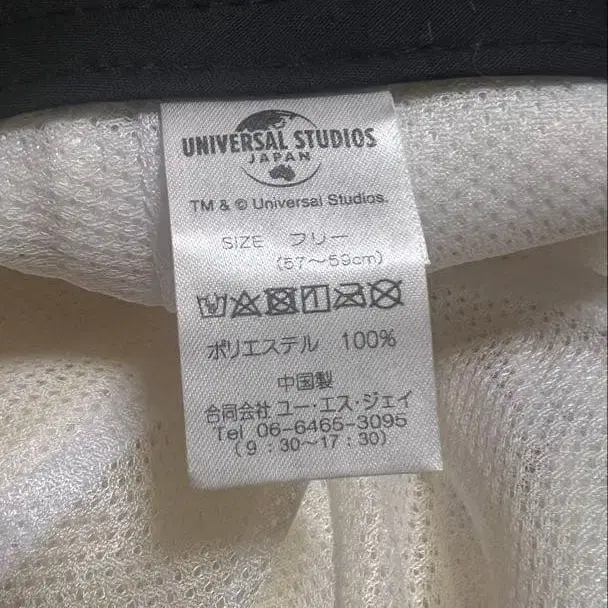 UNIVERSAL STUDIOS
JAPAN
TM & © Universal Studios.
SIZE フリー
(57～59cm)
ポリエステル 100%
中国製
合同会社 ユー・エス・ジェイ
Tel 06-6465-3095
(9:30～17:30)